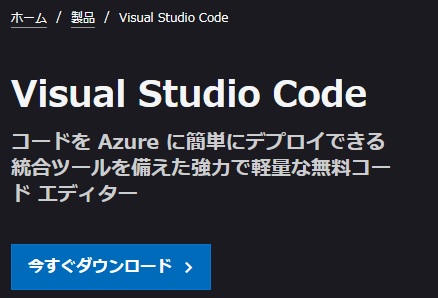 ホーム / 製品 / Visual Studio Code
Visual Studio Code
コードを Azure に簡単にデプロイできる
統合ツールを備えた強力で軽量な無料コー
ド エディター
今すぐダウンロード >